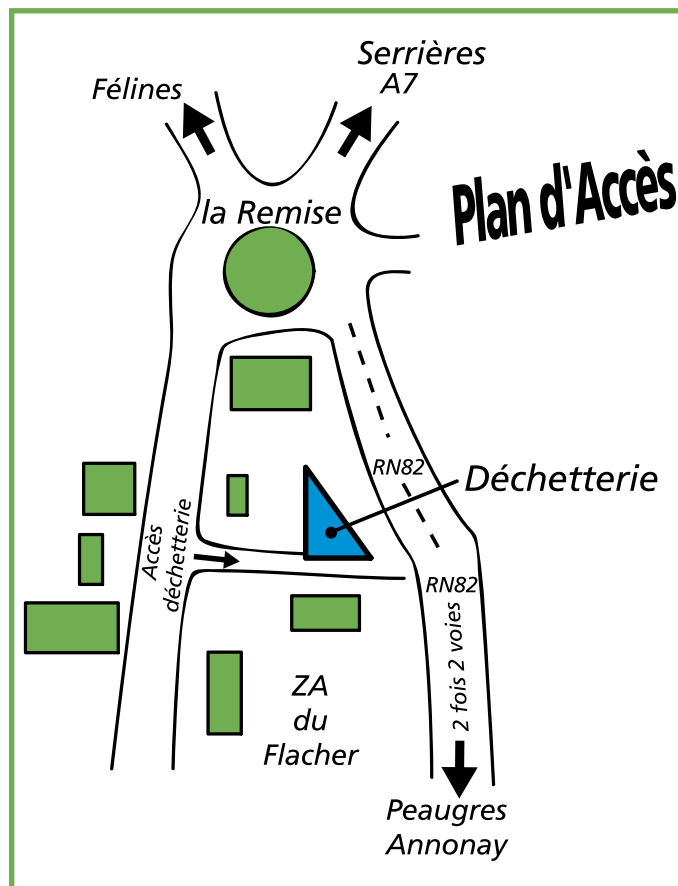 Serrières
A7
Félines
Plan d'Accès
la Remise
RN82
Déchetterie
Accès
déchetterie
RN82
2 fois 2 voies
ZA
du
Flacher
Peaugres
Annonay